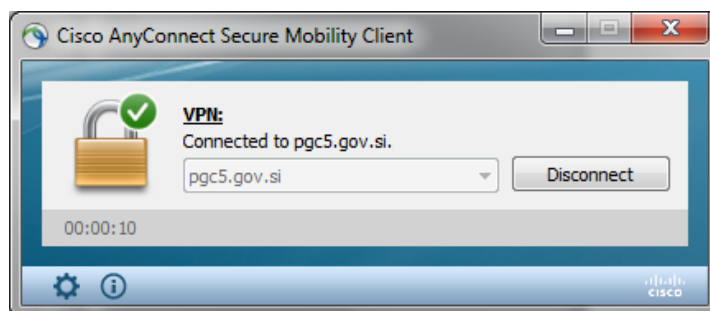 Cisco AnyConnect Secure Mobility Client
VPN:
Connected to pgc5.gov.si.
pgc5.gov.si
Disconnect
00:00:10
CISCO